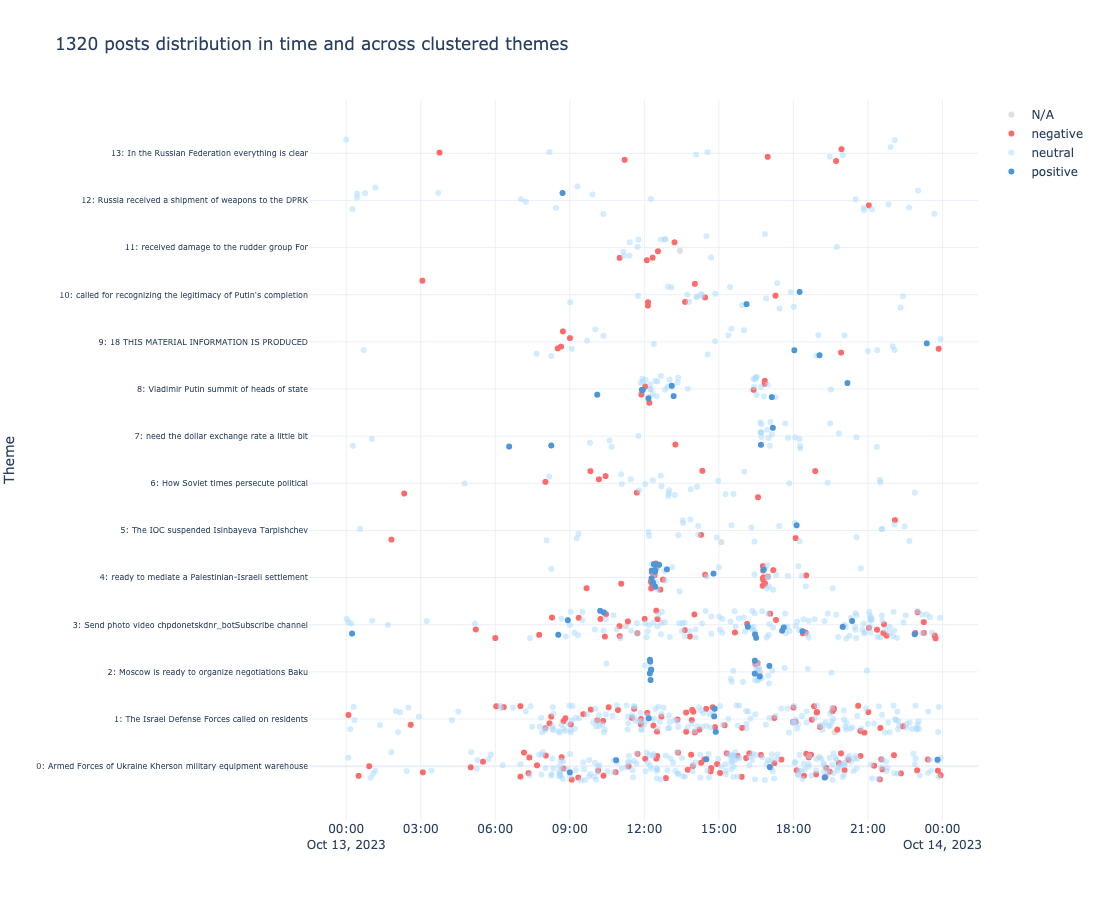 1320 posts distribution in time and across clustered themes
N/A
negative
neutral
positive
Theme
13: In the Russian Federation everything is clear
12: Russia received a shipment of weapons to the DPRK
11: received damage to the rudder group For
10: called for recognizing the legitimacy of Putin's completion
9: 18 THIS MATERIAL INFORMATION IS PRODUCED
8: Vladimir Putin summit of heads of state
7: need the dollar exchange rate a little bit
6: How Soviet times persecute political
5: The IOC suspended Isinbayeva Tarpishchev
4: ready to mediate a Palestinian-Israeli settlement
3: Send photo video chpdonetskdnr_botSubscribe channel
2: Moscow is ready to organize negotiations Baku
1: The Israel Defense Forces called on residents
0: Armed Forces of Ukraine Kherson military equipment warehouse
00:00 03:00 06:00 09:00 12:00 15:00 18:00 21:00 00:00
Oct 13, 2023 Oct 14, 2023